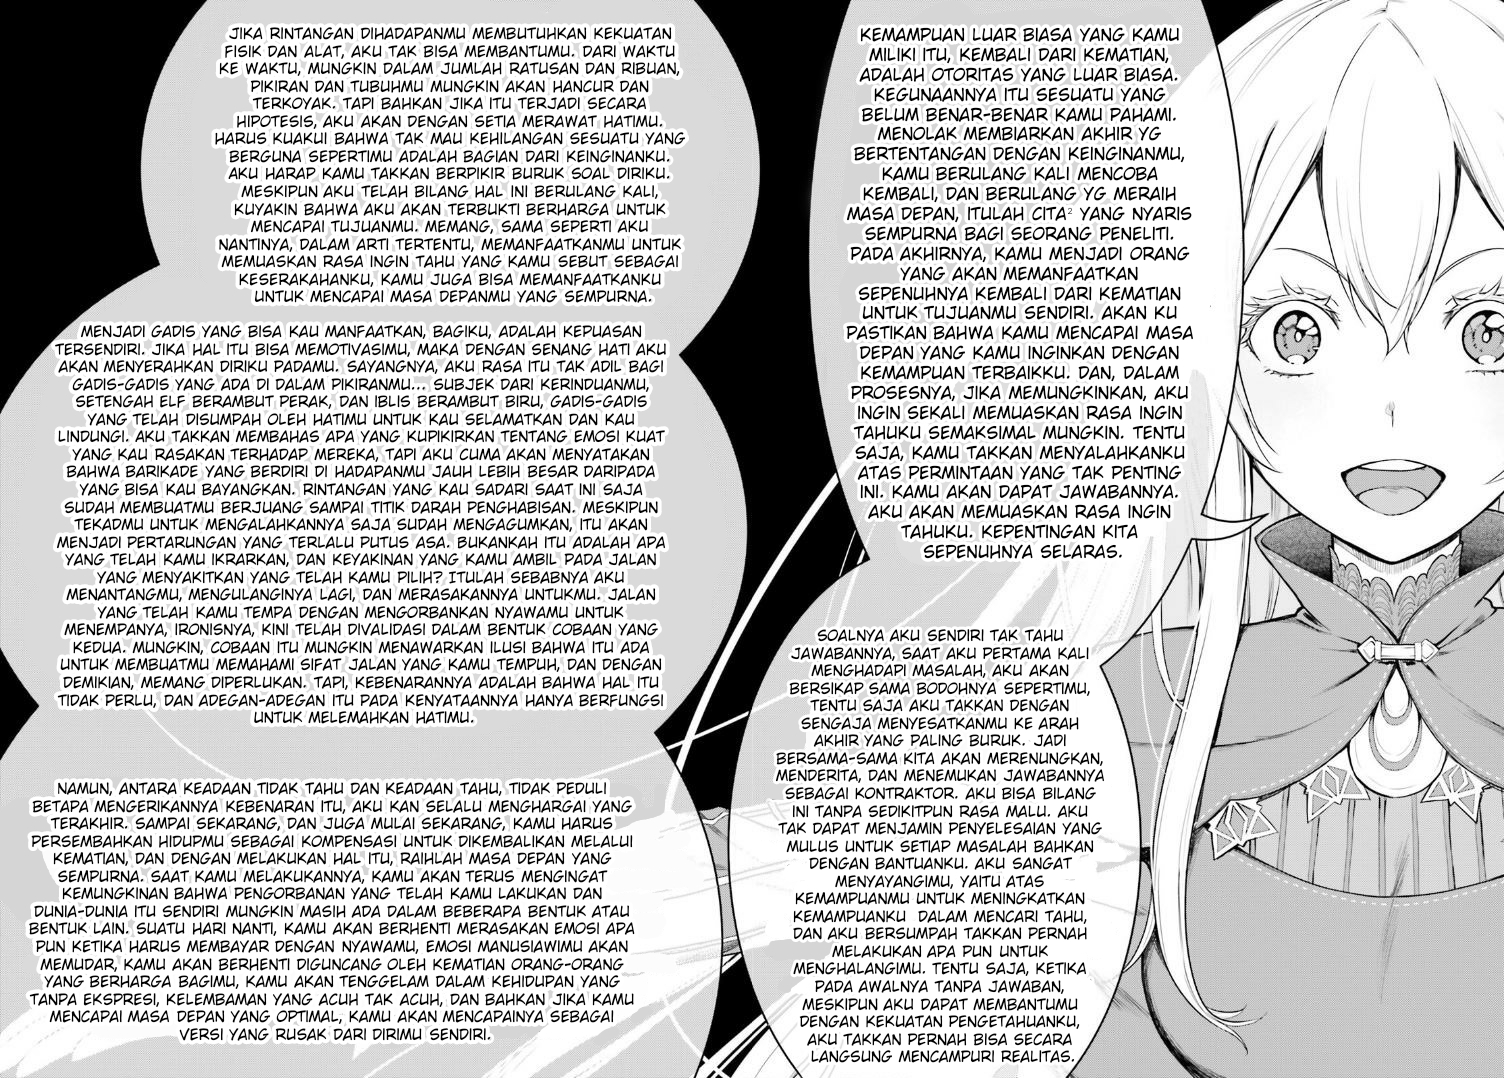 KEMAMPUAN LUAR BIASA YANG KAMU
MILIKI ITU, KEMBALI DARI KEMATIAN,
ADALAH OTORITAS YANG LUAR BIASA.
KEGUNAANNYA ITU SESUATU YANG
BELUM BENAR-BENAR KAMU PAHAMI.
MENOLAK MEMBIARKAN AKHIR YG
BERTENTANGAN DENGAN KEINGINANMU,
KAMU BERULANG KALI MENCOBA
KEMBALI, DAN BERULANG YG MERAIH
MASA DEPAN, ITULAH CITA² YANG NYARIS
SEMPURNA BAGI SEORANG PENELITI.
PADA AKHIRNYA, KAMU MENJADI ORANG
YANG AKAN MEMANFAATKAN
SEPENUHNYA KEMBALI DARI KEMATIAN
UNTUK TUJUANMU SENDIRI. AKAN KU
PASTIKAN BAHWA KAMU MENCAPAI MASA
DEPAN YANG KAMU INGINKAN DENGAN
KEMAMPUAN TERBAIKKU. DAN, DALAM
PROSESNYA, JIKA MEMUNGKINKAN, AKU
INGIN SEKALI MEMUASKAN RASA INGIN
TAHUKU SEMAKSIMAL MUNGKIN. TENTU
SAJA, KAMU TAKKAN MENYALAHKANKU
ATAS PERMINTAAN YANG TAK PENTING
INI. KAMU AKAN DAPAT JAWABANNYA.
AKU AKAN MEMUASKAN RASA INGIN
TAHUKU. KEPENTINGAN KITA
SEPENUHNYA SELARAS.
SOALNYA AKU SENDIRI TAK TAHU
JAWABANNYA, SAAT AKU PERTAMA KALI
MENGHADAPI MASALAH, AKU AKAN
BERSIKAP SAMA BODOHNYA SEPERTIMU,
TENTU SAJA AKU TAKKAN DENGAN
SENGAJA MENYESATKANMU KE ARAH
AKHIR YANG PALING BURUK. JADI
BERSAMA-SAMA KITA AKAN MERENUNGKAN,
MENDERITA, DAN MENEMUKAN JAWABANNYA
SEBAGAI KONTRAKTOR. AKU BISA BILANG
INI TANPA SEDIKITPUN RASA MALU. AKU
TAK DAPAT MENJAMIN PENYELESAIAN YANG
MULUS UNTUK SETIAP MASALAH BAHKAN
DENGAN BANTUANKU. AKU SANGAT
MENYAYANGIMU, YAITU ATAS
KEMAMPUANMU UNTUK MENINGKATKAN
KEMAMPUANKU DALAM MENCARI TAHU,
DAN AKU BERSUMPAH TAKKAN PERNAH
MELAKUKAN APA PUN UNTUK
MENGHALANGIMU. TENTU SAJA, KETIKA
PADA AWALNYA TANPA JAWABAN,
MESKIPUN AKU DAPAT MEMBANTUMU
DENGAN KEKUATAN PENGETAHUANKU,
AKU TAKKAN PERNAH BISA SECARA
LANGSUNG MENCAMPURI REALITAS.
JIKA RINTANGAN DIHADAPANMU MEMBUTUHKAN KEKUATAN
FISIK DAN ALAT, AKU TAK BISA MEMBANTUMU. DARI WAKTU
KE WAKTU, MUNGKIN DALAM JUMLAH RATUSAN DAN RIBUAN,
PIKIRAN DAN TUBUHMU MUNGKIN AKAN HANCUR DAN
TERKOYAK. TAPI BAHKAN JIKA ITU TERJADI SECARA
HIPOTESIS, AKU AKAN DENGAN SETIA MERAWAT HATIMU.
HARUS KUAKUI BAHWA TAK MAU KEHILANGAN SESUATU YANG
BERGUNA SEPERTIMU ADALAH BAGIAN DARI KEINGINANKU.
AKU HARAP KAMU TAKKAN BERPIKIR BURUK SOAL DIRIKU.
MESKIPUN AKU TELAH BILANG HAL INI BERULANG KALI,
KUYAKIN BAHWA AKU AKAN TERBUKTI BERHARGA UNTUK
MENCAPAI TUJUANMU. MEMANG, SAMA SEPERTI AKU
NANTINYA, DALAM ARTI TERTENTU, MEMANFAATKANMU UNTUK
MEMUASKAN RASA INGIN TAHU YANG KAMU SEBUT SEBAGAI
KESERAKAHANKU, KAMU JUGA BISA MEMANFAATKANKU
UNTUK MENCAPAI MASA DEPANMU YANG SEMPURNA.
MENJADI GADIS YANG BISA KAU MANFAATKAN, BAGIKU, ADALAH KEPUASAN
TERSENDIRI. JIKA HAL ITU BISA MEMOTIVASIMU, MAKA DENGAN SENANG HATI AKU
AKAN MENYERAHKAN DIRIKU PADAMU. SAYANGNYA, AKU RASA ITU TAK ADIL BAGI
GADIS-GADIS YANG ADA DI DALAM PIKIRANMU... SUBJEK DARI KERINDUANMU,
SETENGAH ELF BERAMBUT PERAK, DAN IBLIS BERAMBUT BIRU, GADIS-GADIS
YANG TELAH DISUMPAH OLEH HATIMU UNTUK KAU SELAMATKAN DAN KAU
LINDUNGI. AKU TAKKAN MEMBAHAS APA YANG KUPIKIRKAN TENTANG EMOSI KUAT
YANG KAU RASAKAN TERHADAP MEREKA, TAPI AKU CUMA AKAN MENYATAKAN
BAHWA BARIKADE YANG BERDIRI DI HADAPANMU JAUH LEBIH BESAR DARIPADA
YANG BISA KAU BAYANGKAN. RINTANGAN YANG KAU SADARI SAAT INI SAJA
SUDAH MEMBUATMU BERJUANG SAMPAI TITIK DARAH PENGHABISAN. MESKIPUN
TEKADMU UNTUK MENGALAHKANNYA SAJA SUDAH MENGAGUMKAN, ITU AKAN
MENJADI PERTARUNGAN YANG TERLALU PUTUS ASA. BUKANKAH ITU ADALAH APA
YANG TELAH KAMU IKRARKAN, DAN KEYAKINAN YANG KAMU AMBIL PADA JALAN
YANG MENYAKITKAN YANG TELAH KAMU PILIH? ITULAH SEBABNYA AKU
MENANTANGMU, MENGULANGINYA LAGI, DAN MERASAKANNYA UNTUKMU. JALAN
YANG TELAH KAMU TEMPA DENGAN MENGORBANKAN NYAWAMU UNTUK
MENEMPANYA, IRONISNYA, KINI TELAH DIVALIDASI DALAM BENTUK COBAAN YANG
KEDUA. MUNGKIN, COBAAN ITU MUNGKIN MENAWARKAN ILUSI BAHWA ITU ADA
UNTUK MEMBUATMU MEMAHAMI SIFAT JALAN YANG KAMU TEMPUH, DAN DENGAN
DEMIKIAN, MEMANG DIPERLUKAN. TAPI, KEBENARANNYA ADALAH BAHWA HAL ITU
TIDAK PERLU, DAN ADEGAN-ADEGAN ITU PADA KENYATAANNYA HANYA BERFUNGSI
UNTUK MELEMAHKAN HATIMU.
NAMUN, ANTARA KEADAAN TIDAK TAHU DAN KEADAAN TAHU, TIDAK PEDULI
BETAPA MENGERIKANNYA KEBENARAN ITU, AKU KAN SELALU MENGHARGAI YANG
TERAKHIR. SAMPAI SEKARANG, DAN JUGA MULAI SEKARANG, KAMU HARUS
PERSEMBAHKAN HIDUPMU SEBAGAI KOMPENSASI UNTUK DIKEMBALIKAN MELALUI
KEMATIAN, DAN DENGAN MELAKUKAN HAL ITU, RAIHLAH MASA DEPAN YANG
SEMPURNA. SAAT KAMU MELAKUKANNYA, KAMU AKAN TERUS MENGINGAT
KEMUNGKINAN BAHWA PENGORBANAN YANG TELAH KAMU LAKUKAN DAN
DUNIA-DUNIA ITU SENDIRI MUNGKIN MASIH ADA DALAM BEBERAPA BENTUK ATAU
BENTUK LAIN. SUATU HARI NANTI, KAMU AKAN BERHENTI MERASAKAN EMOSI APA
PUN KETIKA HARUS MEMBAYAR DENGAN NYAWAMU, EMOSI MANUSIAWIMU AKAN
MEMUDAR, KAMU AKAN BERHENTI DIGUNCANG OLEH KEMATIAN ORANG-ORANG
YANG BERHARGA BAGIMU, KAMU AKAN TENGGELAM DALAM KEHIDUPAN YANG
TANPA EKSPRESI, KELEMBAMAN YANG ACUH TAK ACUH, DAN BAHKAN JIKA KAMU
MENCAPAI MASA DEPAN YANG OPTIMAL, KAMU AKAN MENCAPAINYA SEBAGAI
VERSI YANG RUSAK DARI DIRIMU SENDIRI.